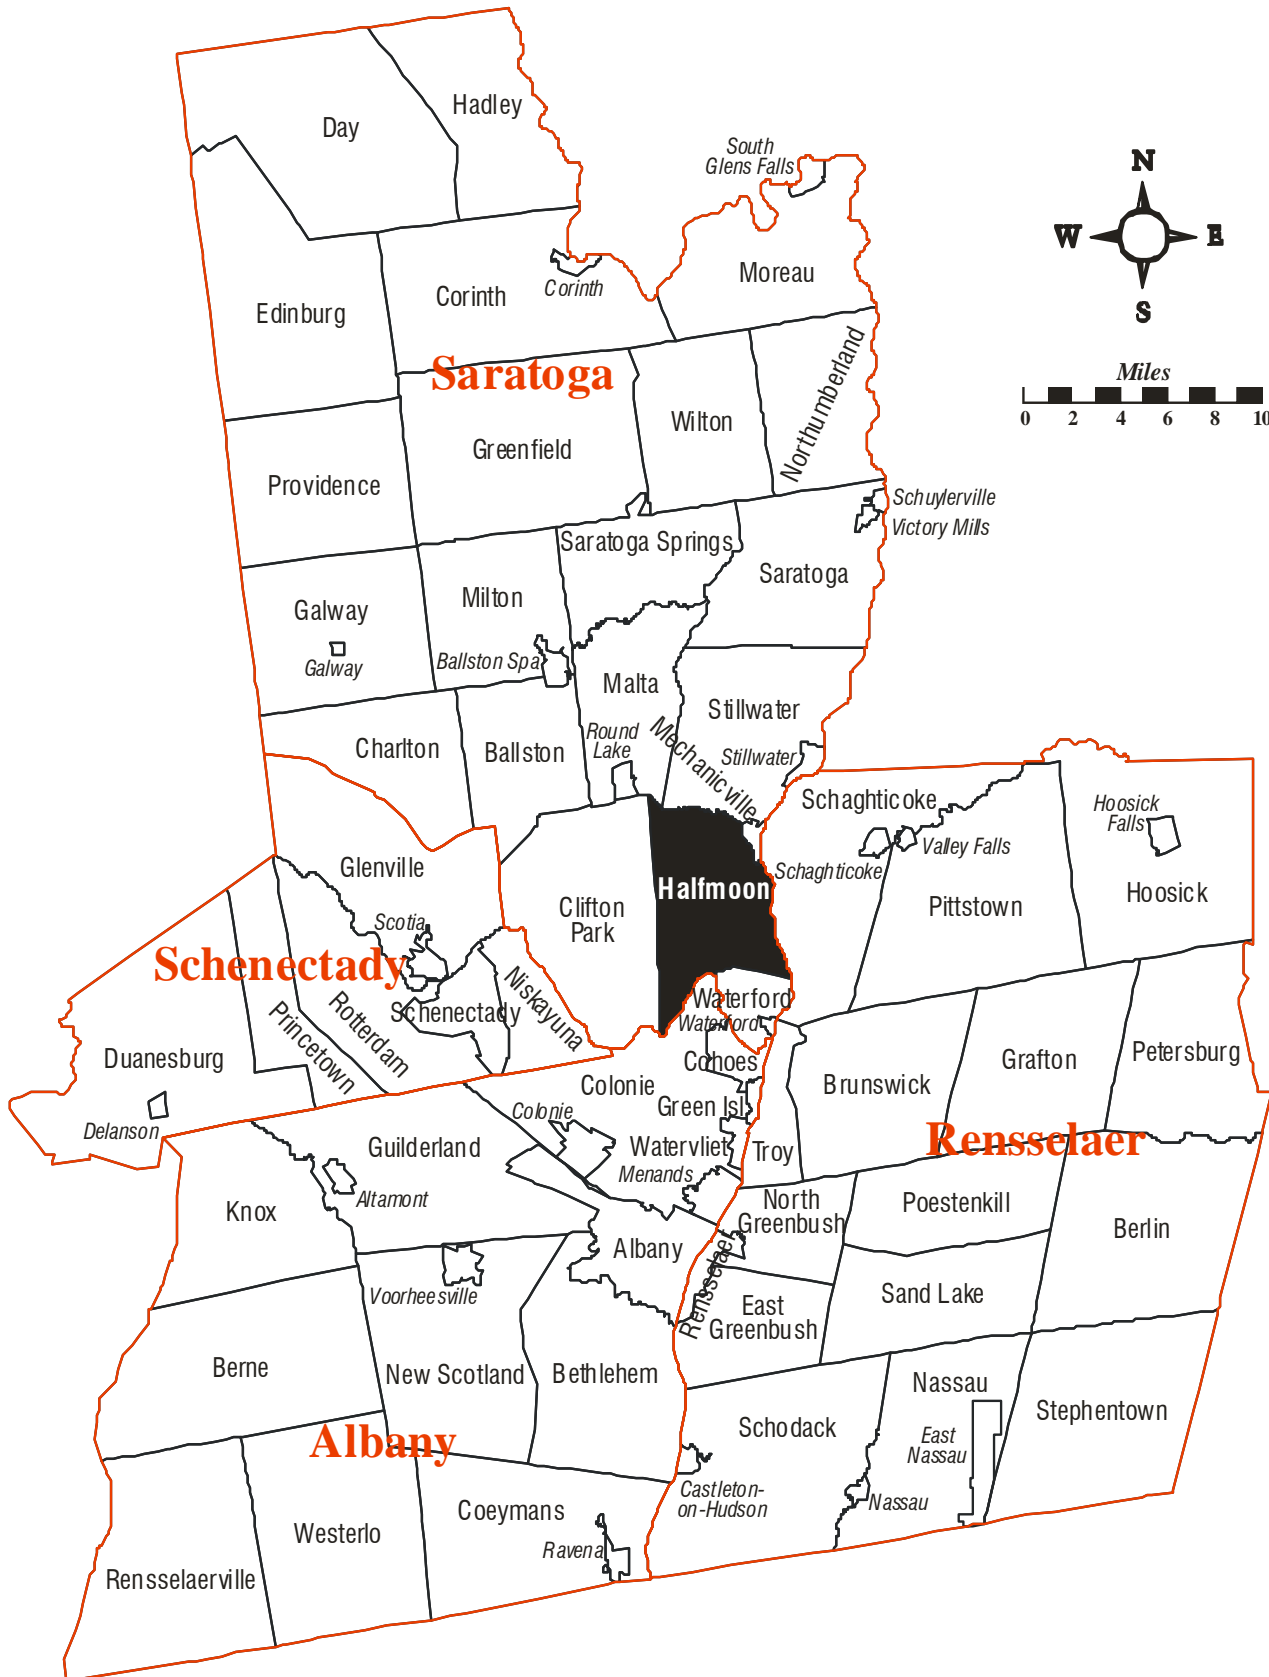 Day
Hadley
South
Glens Falls
N
W
E
S
Moreau
Corinth
Corinth
Edinburg
Saratoga
Miles
0 2 4 6 8 10
Northumberland
Wilton
Greenfield
Providence
Schuylerville
Victory Mills
Saratoga Springs
Saratoga
Milton
Galway
Galway
Ballston Spa
Malta
Stillwater
Round
Lake
Mechanicville
Stillwater
Charlton
Ballston
Schaghticoke
Hoosick
Falls
Valley Falls
Schaghticoke
Glenville
Halfmoon
Hoosick
Pittstown
Clifton
Park
Scotia
Schenectady
Niskayuna
Waterford
Waterford
Schenectady
Rotterdam
Princetown
Duanesburg
Cohoes
Grafton
Petersburg
Brunswick
Colonie
Green Isl
Colonie
Delanson
Guilderland
Watervliet
Troy
Rensselaer
Menands
Altamont
North
Greenbush
Poestenkill
Knox
Berlin
Albany
Rensselaer
Voorheesville
Sand Lake
East
Greenbush
Berne
New Scotland
Bethlehem
Nassau
Stephentown
Schodack
East
Nassau
Albany
Castleton-
on-Hudson
Nassau
Coeymans
Westerlo
Ravena
Rensselaerville